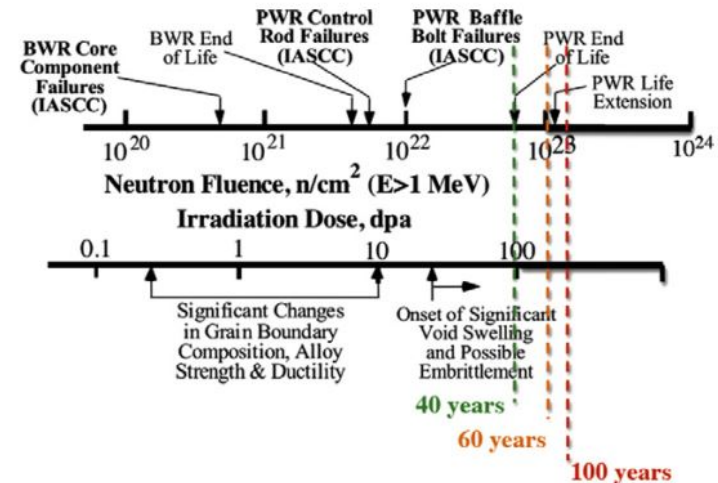 BWR Core
Component
Failures
(IASCC)
BWR End
of Life
PWR Control
Rod Failures
(IASCC)
PWR Baffle
Bolt Failures
(IASCC)
PWR End
of Life
PWR Life
Extension
10^20 10^21 10^22 10^23 10^24
Neutron Fluence, n/cm^2 (E>1 MeV)
Irradiation Dose, dpa
0.1 1 10 100
Significant Changes
in Grain Boundary
Composition, Alloy
Strength & Ductility
Onset of Significant
Void Swelling
and Possible
Embrittlement
40 years
60 years
100 years